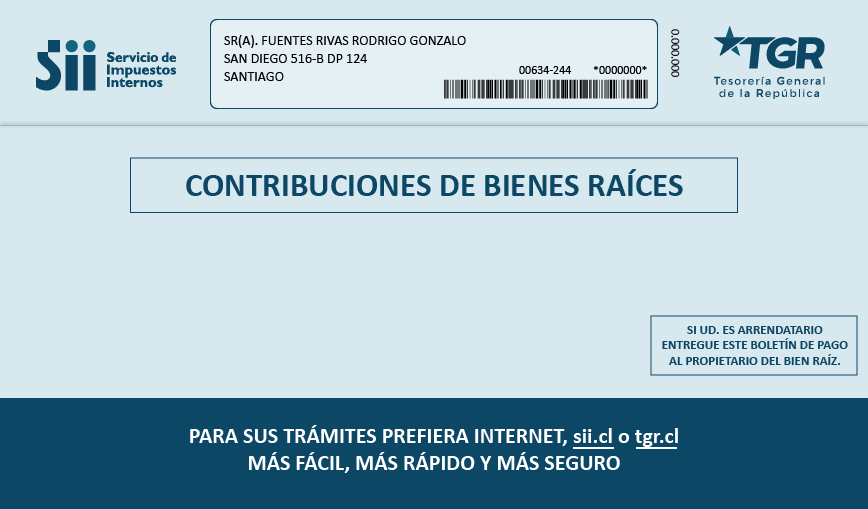 Sii Servicio de
Impuestos
Internos
SR(A). FUENTES RIVAS RODRIGO GONZALO
SAN DIEGO 516-B DP 124
SANTIAGO
00634-244 *0000000*
0.000.000
TGR
Tesorería General
de la República
CONTRIBUCIONES DE BIENES RAÍCES
SI UD. ES ARRENDATARIO
ENTREGUE ESTE BOLETÍN DE PAGO
AL PROPIETARIO DEL BIEN RAÍZ.
PARA SUS TRÁMITES PREFIERA INTERNET, sii.cl o tgr.cl
MÁS FÁCIL, MÁS RÁPIDO Y MÁS SEGURO